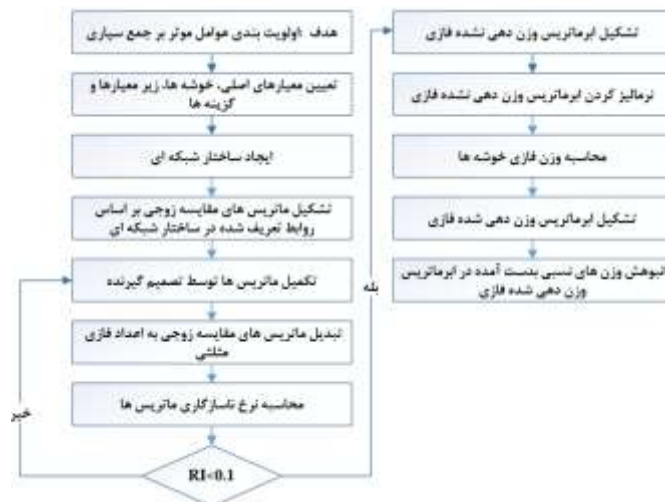 هدف: اولویت بندی عوامل موثر بر جمع سپاری
تعیین معیارهای اصلی، خوشه ها، زیر معیارها و
گزینه ها
ایجاد ساختار شبکه ای
تشکیل ماتریس های مقایسه زوجی بر اساس
روابط تعریف شده در ساختار شبکه ای
تکمیل ماتریس ها توسط تصمیم گیرنده
تبدیل ماتریس های مقایسه زوجی به اعداد فازی
مثلثی
محاسبه نرخ ناسازگاری ماتریس ها
RI<0.1
خیر
بله
تشکیل ابرماتریس وزن دهی نشده فازی
نرمالیز کردن ابرماتریس وزن دهی نشده فازی
محاسبه وزن فازی خوشه ها
تشکیل ابرماتریس وزن دهی شده فازی
انبوهش وزن های نسبی بدست آمده در ابرماتریس
وزن دهی شده فازی